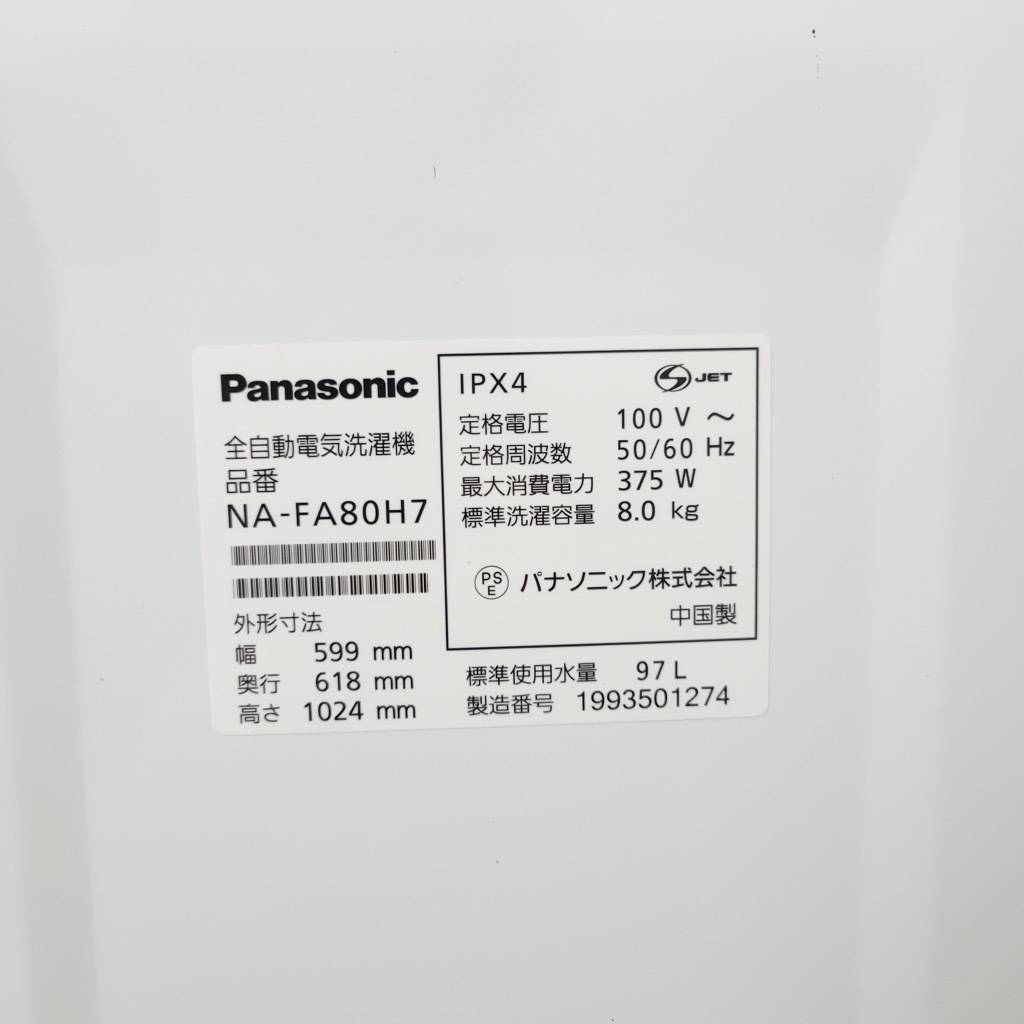 Panasonic
全自動電気洗濯機
品番
NA-FA80H7
外形寸法
幅 599 mm
奥行 618 mm
高さ 1024 mm
IPX4 S JET
定格電圧 100 V ～
定格周波数 50/60 Hz
最大消費電力 375 W
標準洗濯容量 8.0 kg
PS
E パナソニック株式会社
中国製
標準使用水量 97 L
製造番号 1993501274